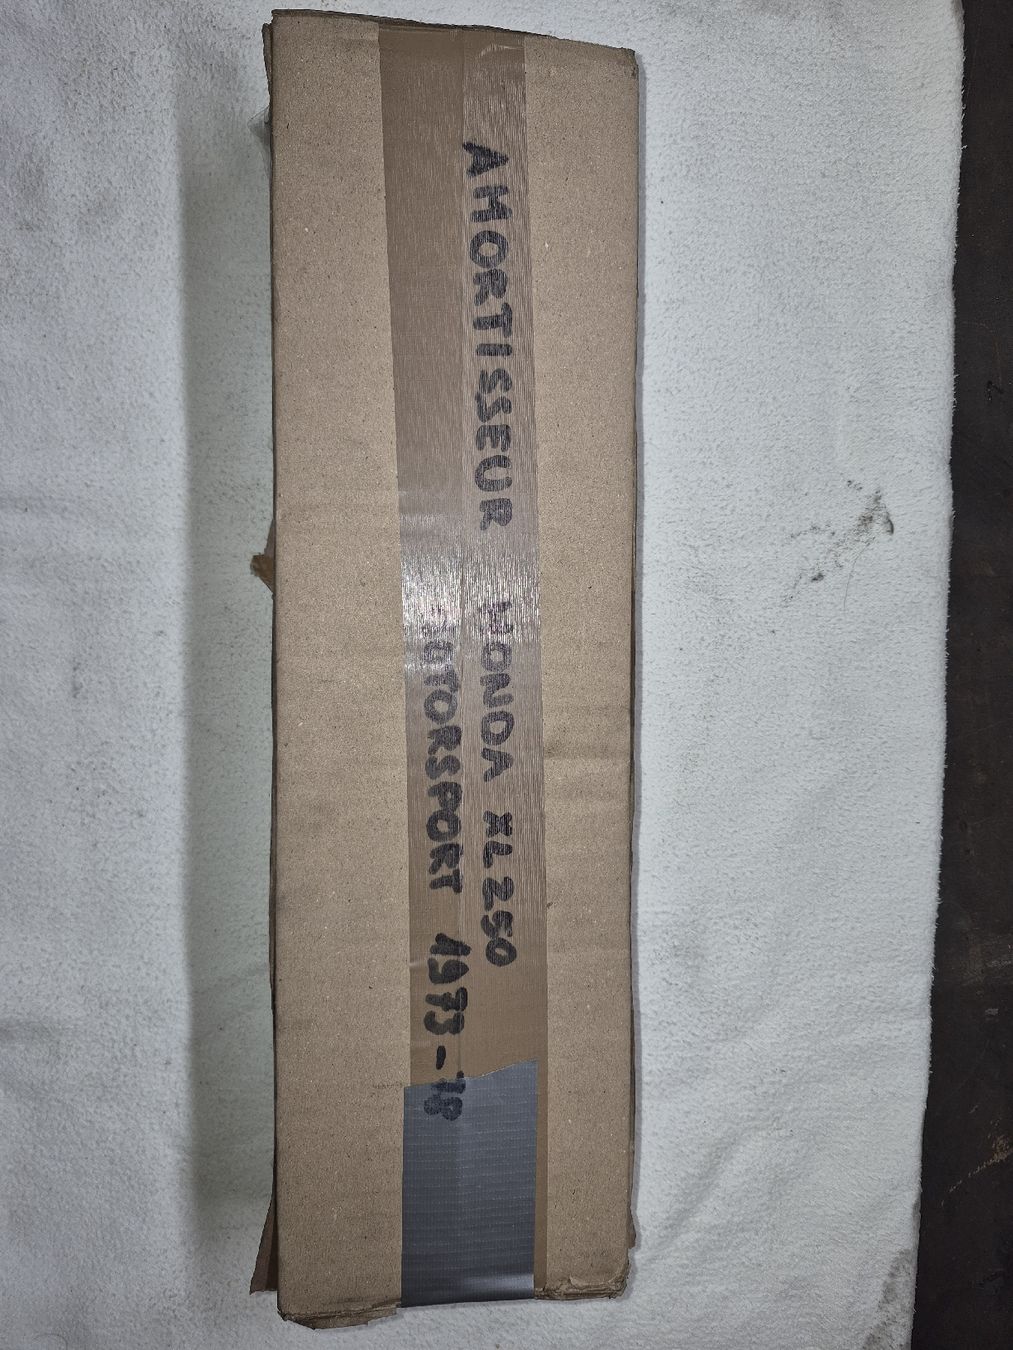 AMORTISSEUR HONDA XL250
MOTORSPORT 1973-78